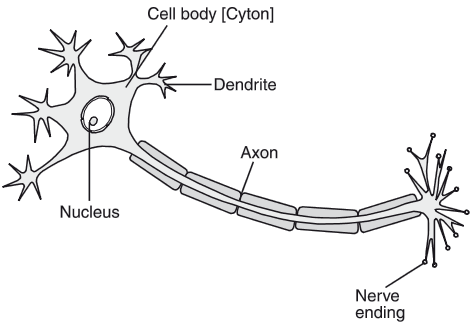 Cell body [Cyton]
Dendrite
Axon
Nucleus
Nerve
ending